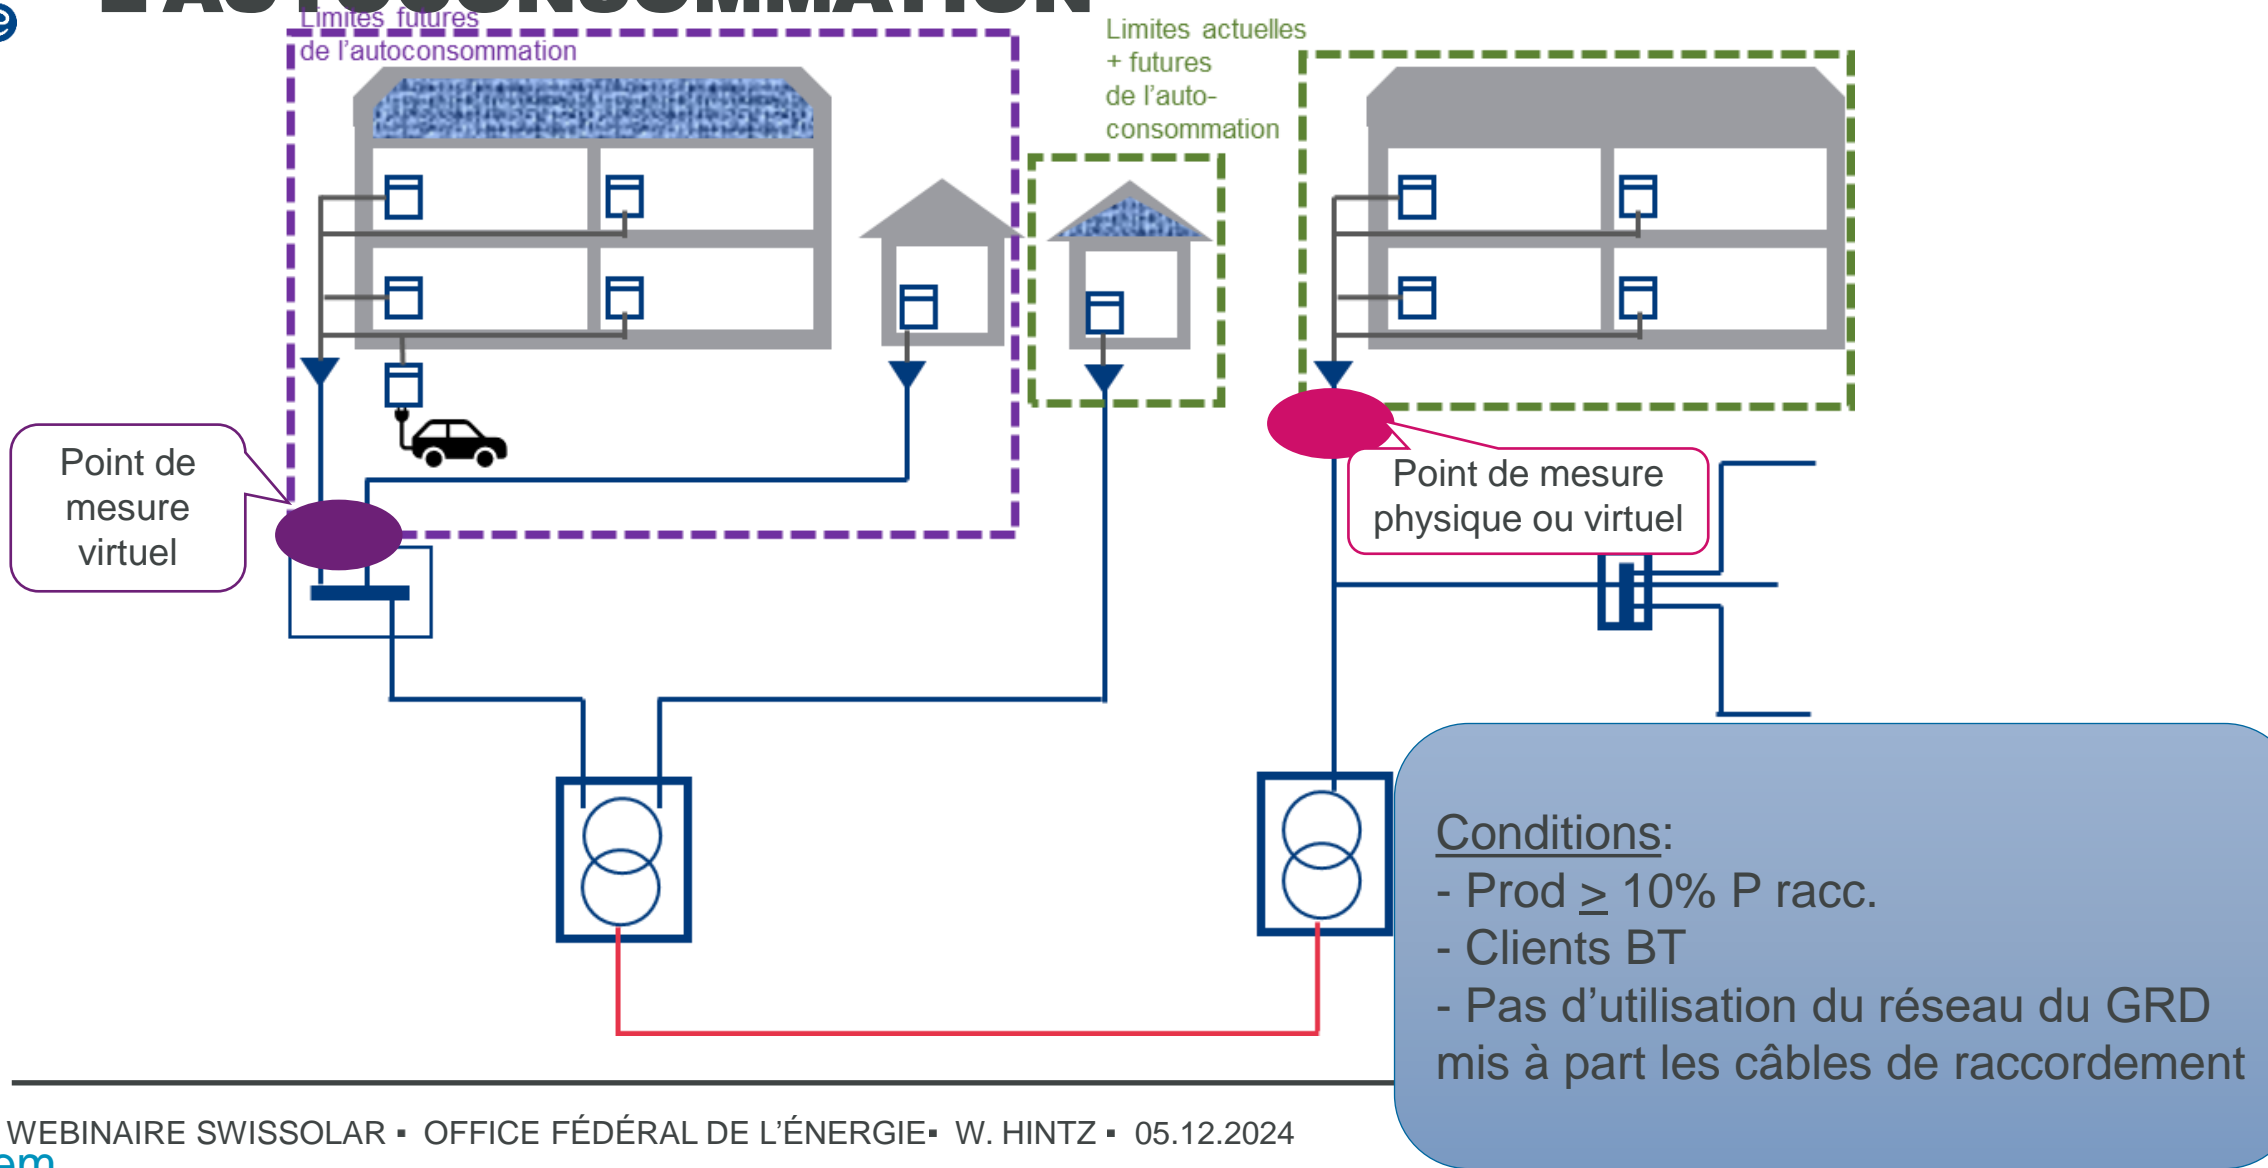 L'AUTOCONSOMMATION
Limites futures
de l'autoconsommation
Limites actuelles
+ futures
de l'auto-
consommation
Point de
mesure
virtuel
Point de mesure
physique ou virtuel
Conditions:
- Prod ≥ 10% P racc.
- Clients BT
- Pas d'utilisation du réseau du GRD
mis à part les câbles de raccordement
WEBINAIRE SWISSOLAR ▪ OFFICE FÉDÉRAL DE L'ÉNERGIE▪ W. HINTZ ▪ 05.12.2024